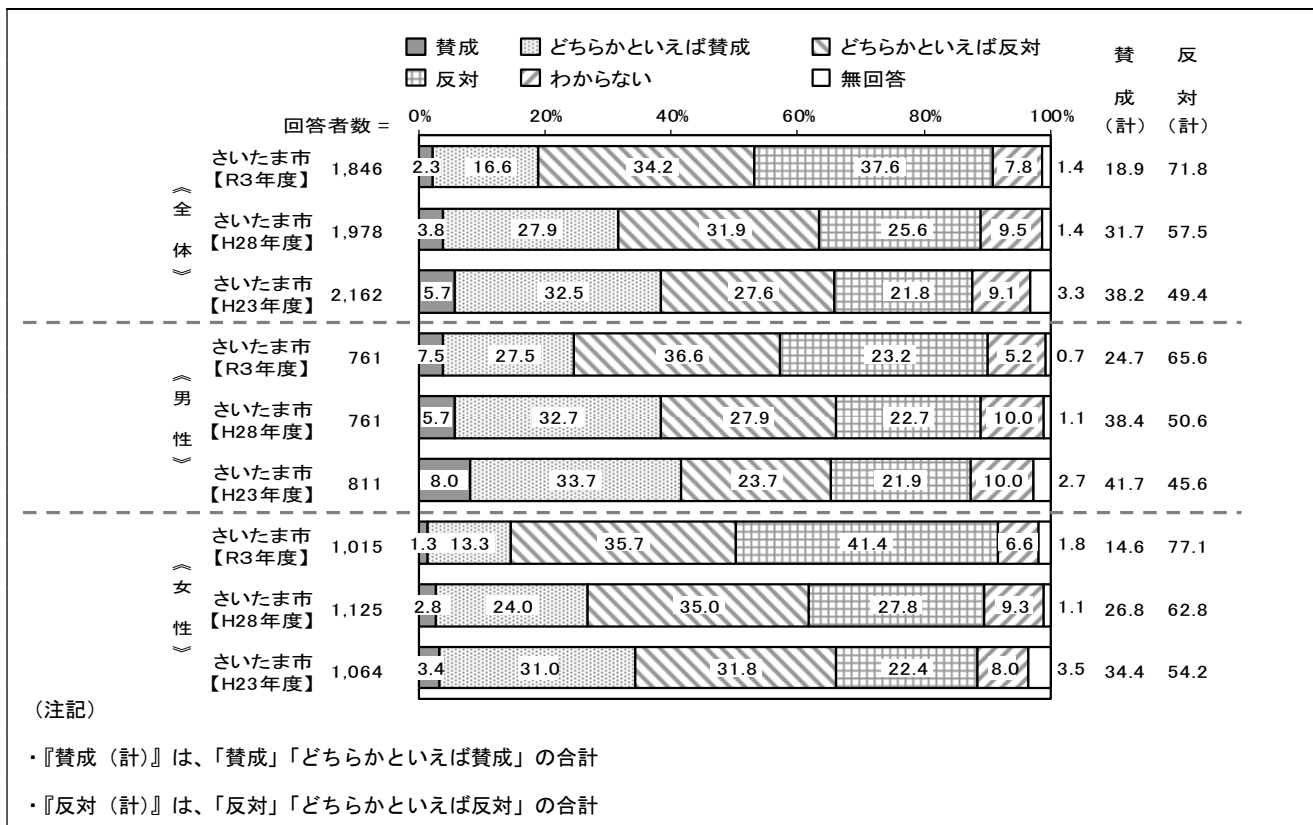 賛成 どちらかといえば賛成 どちらかといえば反対
反対 わからない 無回答
賛成(計) 反対(計)
回答者数 = 0% 20% 40% 60% 80% 100%
《全体》
さいたま市【R3年度】 1,846 2.3 16.6 34.2 37.6 7.8 1.4 18.9 71.8
さいたま市【H28年度】 1,978 3.8 27.9 31.9 25.6 9.5 1.4 31.7 57.5
さいたま市【H23年度】 2,162 5.7 32.5 27.6 21.8 9.1 3.3 38.2 49.4
《男性》
さいたま市【R3年度】 761 7.5 27.5 36.6 23.2 5.2 0.7 24.7 65.6
さいたま市【H28年度】 761 5.7 32.7 27.9 22.7 10.0 1.1 38.4 50.6
さいたま市【H23年度】 811 8.0 33.7 23.7 21.9 10.0 2.7 41.7 45.6
《女性》
さいたま市【R3年度】 1,015 1.3 13.3 35.7 41.4 6.6 1.8 14.6 77.1
さいたま市【H28年度】 1,125 2.8 24.0 35.0 27.8 9.3 1.1 26.8 62.8
さいたま市【H23年度】 1,064 3.4 31.0 31.8 22.4 8.0 3.5 34.4 54.2
(注記)
・『賛成(計)』は、「賛成」「どちらかといえば賛成」の合計
・『反対(計)』は、「反対」「どちらかといえば反対」の合計